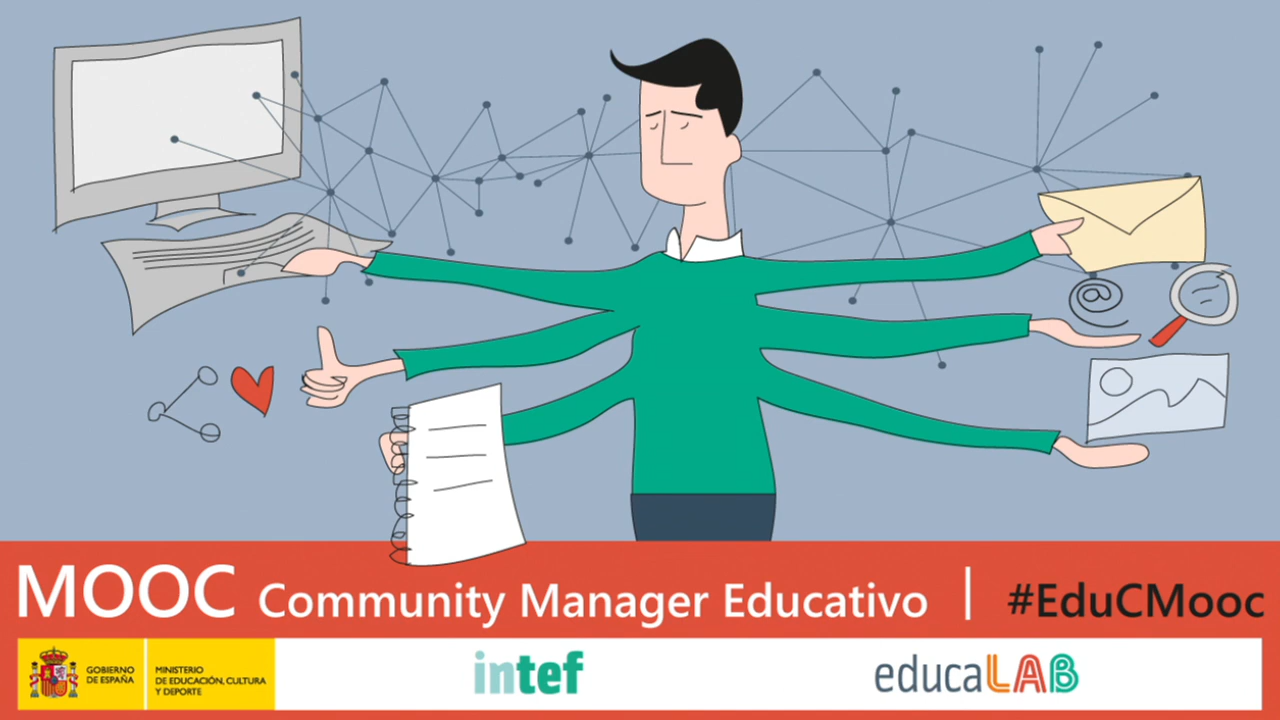 @
MOOC Community Manager Educativo | #EduCMooc
GOBIERNO
DE ESPAÑA
MINISTERIO
DE EDUCACIÓN, CULTURA
Y DEPORTE
intef
educaLAB